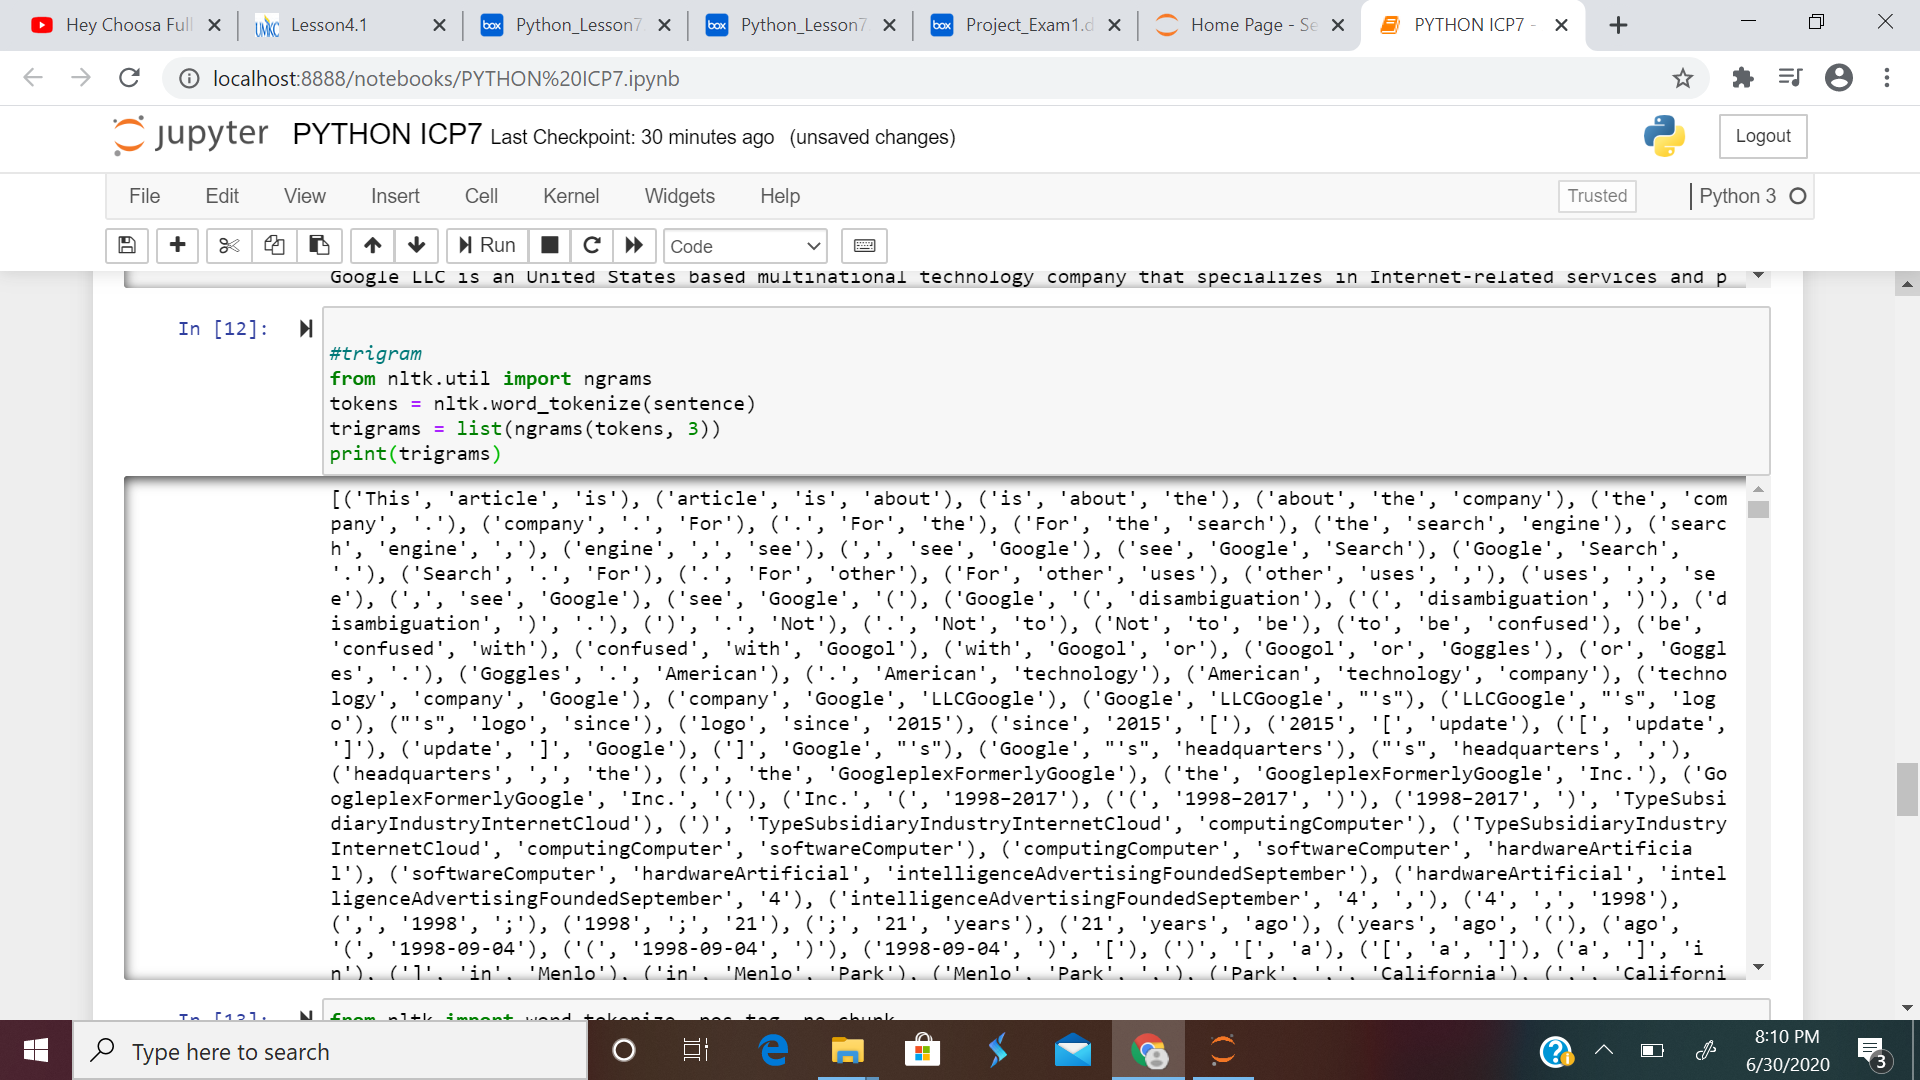 Hey Choosa Full
Lesson4.1
Python_Lesson7
Python_Lesson7
Project_Exam1.d
Home Page - Se
PYTHON ICP7 -
localhost:8888/notebooks/PYTHON%20ICP7.ipynb
jupyter PYTHON ICP7 Last Checkpoint: 30 minutes ago (unsaved changes)
Logout
File Edit View Insert Cell Kernel Widgets Help
Trusted
Python 3
Run
Code
Google LLC is an United States based multinational technology company that specializes in Internet-related services and p
In [12]:
#trigram
from nltk.util import ngrams
tokens = nltk.word_tokenize(sentence)
trigrams = list(ngrams(tokens, 3))
print(trigrams)
[('This', 'article', 'is'), ('article', 'is', 'about'), ('is', 'about', 'the'), ('about', 'the', 'company'), ('the', 'com
pany', '.'), ('company', '.', 'For'), ('.', 'For', 'the'), ('For', 'the', 'search'), ('the', 'search', 'engine'), ('searc
h', 'engine', ','), ('engine', ',', 'see'), (',', 'see', 'Google'), ('see', 'Google', 'Search'), ('Google', 'Search',
'.'), ('Search', '.', 'For'), ('.', 'For', 'other'), ('For', 'other', 'uses'), ('other', 'uses', ','), ('uses', ',', 'se
e'), (',', 'see', 'Google'), ('see', 'Google', '('), ('Google', '(', 'disambiguation'), ('(', 'disambiguation', ')'), ('d
isambiguation', ')', '.'), (')', '.', 'Not'), ('.', 'Not', 'to'), ('Not', 'to', 'be'), ('to', 'be', 'confused'), ('be',
'confused', 'with'), ('confused', 'with', 'Googol'), ('with', 'Googol', 'or'), ('Googol', 'or', 'Goggles'), ('or', 'Goggl
es', '.'), ('Goggles', '.', 'American'), ('.', 'American', 'technology'), ('American', 'technology', 'company'), ('techno
logy', 'company', 'Google'), ('company', 'Google', 'LLCGoogle'), ('Google', 'LLCGoogle', "'s"), ('LLCGoogle', "'s", 'log
o'), ("'s", 'logo', 'since'), ('logo', 'since', '2015'), ('since', '2015', '['), ('2015', '[', 'update'), ('[', 'update',
']'), ('update', ']', 'Google'), (']', 'Google', "'s"), ('Google', "'s", 'headquarters'), ("'s", 'headquarters', ','),
('headquarters', ',', 'the'), (',', 'the', 'GoogleplexFormerlyGoogle'), ('the', 'GoogleplexFormerlyGoogle', 'Inc.'), ('Go
ogleplexFormerlyGoogle', 'Inc.', '('), ('Inc.', '(', '1998–2017'), ('(', '1998–2017', ')'), ('1998–2017', ')', 'TypeSubsi
diaryIndustryInternetCloud'), (')', 'TypeSubsidiaryIndustryInternetCloud', 'computingComputer'), ('TypeSubsidiaryIndustry
InternetCloud', 'computingComputer', 'softwareComputer'), ('computingComputer', 'softwareComputer', 'hardwareArtificia
l'), ('softwareComputer', 'hardwareArtificial', 'intelligenceAdvertisingFoundedSeptember'), ('hardwareArtificial', 'intel
ligenceAdvertisingFoundedSeptember', '4'), ('intelligenceAdvertisingFoundedSeptember', '4', ','), ('4', ',', '1998'),
(',', '1998', ';'), ('1998', ';', '21'), (';', '21', 'years'), ('21', 'years', 'ago'), ('years', 'ago', '('), ('ago',
'(', '1998-09-04'), ('(', '1998-09-04', ')'), ('1998-09-04', ')', '['), (')', '[', 'a'), ('[', 'a', ']'), ('a', ']', 'i
n'), (']', 'in', 'Menlo'), ('in', 'Menlo', 'Park'), ('Menlo', 'Park', ','), ('Park', ',', 'California'), (',', 'Californi
In [13]:
from nltk import word_tokenize, pos_tag, ne_chunk
Type here to search
8:10 PM
6/30/2020
3